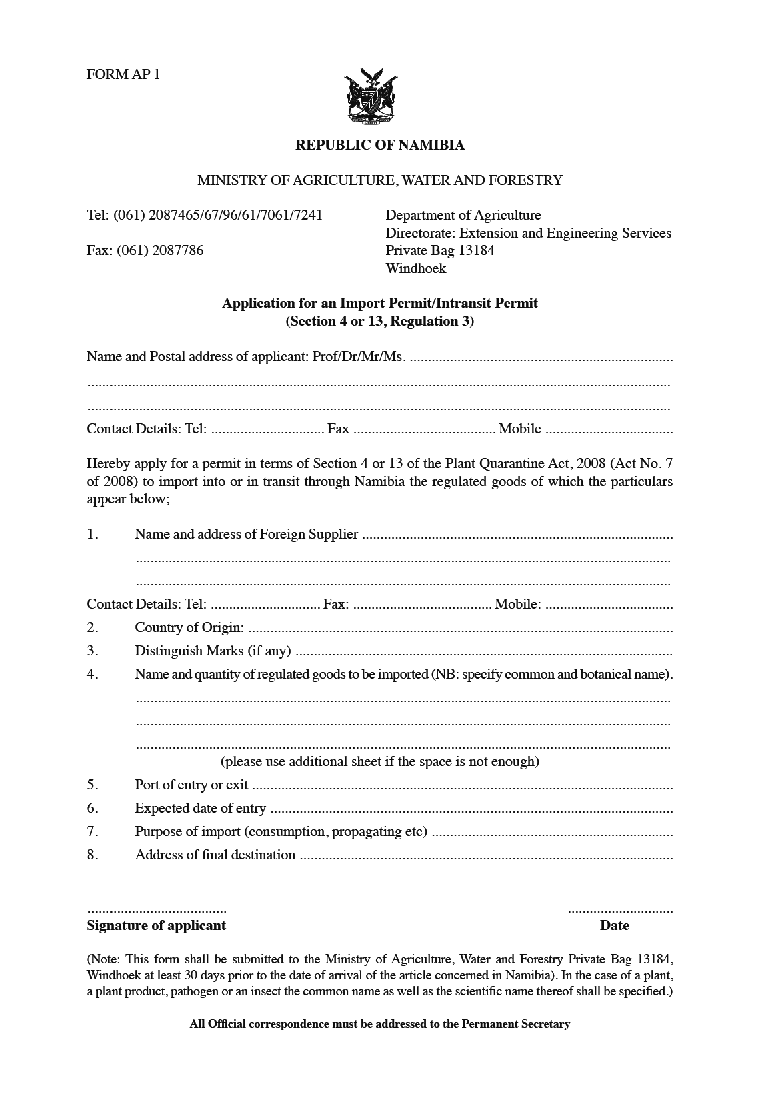 FORM AP 1
REPUBLIC OF NAMIBIA
MINISTRY OF AGRICULTURE, WATER AND FORESTRY
Tel: (061) 2087465/67/96/61/7061/7241
Department of Agriculture
Directorate: Extension and Engineering Services
Fax: (061) 2087786
Private Bag 13184
Windhoek
Application for an Import Permit/Intransit Permit
(Section 4 or 13, Regulation 3)
Name and Postal address of applicant: Prof/Dr/Mr/Ms. ........................................................................
................................................................................................................................................................
................................................................................................................................................................
Contact Details: Tel: ............................... Fax ....................................... Mobile ...................................
Hereby apply for a permit in terms of Section 4 or 13 of the Plant Quarantine Act, 2008 (Act No. 7
of 2008) to import into or in transit through Namibia the regulated goods of which the particulars
appear below;
1. Name and address of Foreign Supplier .....................................................................................
..................................................................................................................................................
..................................................................................................................................................
Contact Details: Tel: .............................. Fax: ...................................... Mobile: ...................................
2. Country of Origin: ....................................................................................................................
3. Distinguish Marks (if any) .......................................................................................................
4. Name and quantity of regulated goods to be imported (NB: specify common and botanical name).
..................................................................................................................................................
..................................................................................................................................................
..................................................................................................................................................
(please use additional sheet if the space is not enough)
5. Port of entry or exit ...................................................................................................................
6. Expected date of entry ..............................................................................................................
7. Purpose of import (consumption, propagating etc) ..................................................................
8. Address of final destination ......................................................................................................
...................................... .............................
Signature of applicant Date
(Note: This form shall be submitted to the Ministry of Agriculture, Water and Forestry Private Bag 13184,
Windhoek at least 30 days prior to the date of arrival of the article concerned in Namibia). In the case of a plant,
a plant product, pathogen or an insect the common name as well as the scientific name thereof shall be specified.)
All Official correspondence must be addressed to the Permanent Secretary